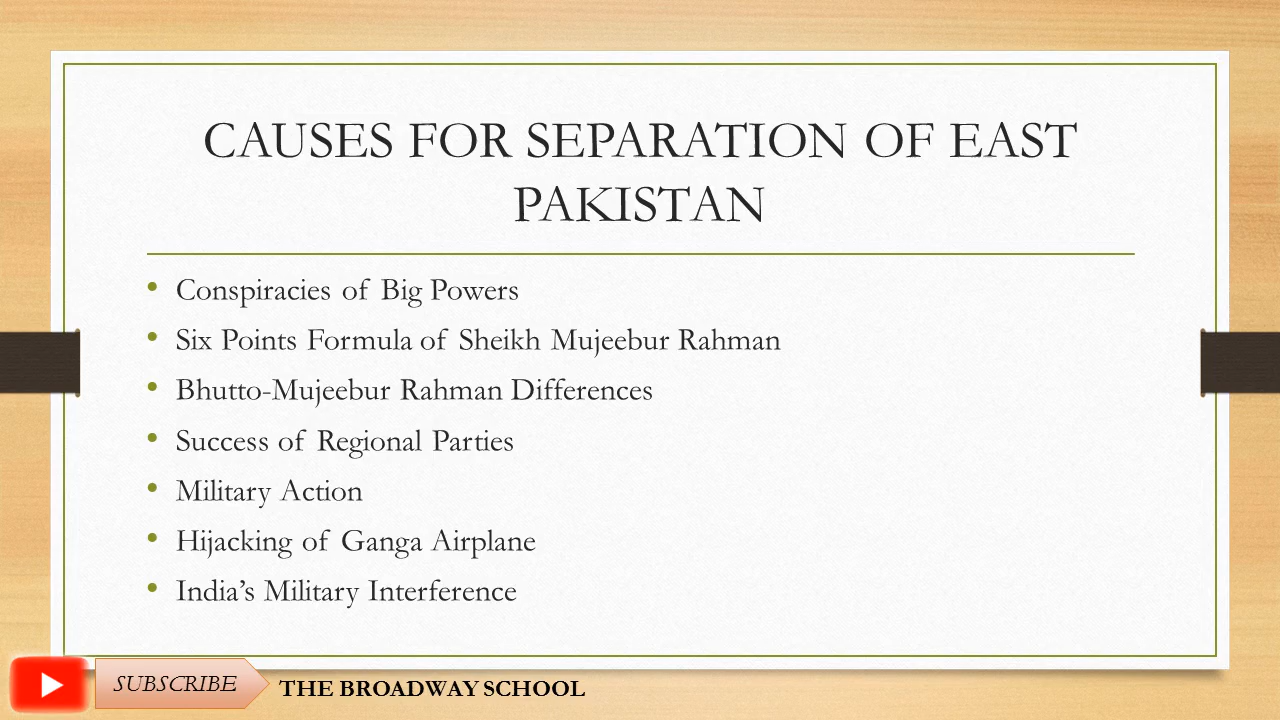 CAUSES FOR SEPARATION OF EAST
PAKISTAN
• Conspiracies of Big Powers
• Six Points Formula of Sheikh Mujeebur Rahman
• Bhutto-Mujeebur Rahman Differences
• Success of Regional Parties
• Military Action
• Hijacking of Ganga Airplane
• India’s Military Interference
SUBSCRIBE
THE BROADWAY SCHOOL